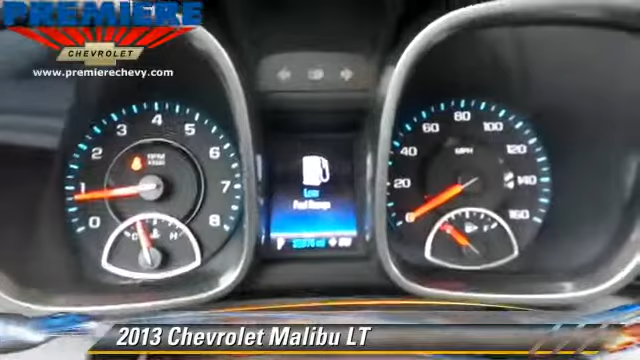 PREMIERE
CHEVROLET
www.premierechevy.com
0 1 2 3 4 5 6 7 8
RPM
C H
Low
Fuel Range
P
0 20 40 60 80 100 120 140 160
MPH
F
2013 Chevrolet Malibu LT